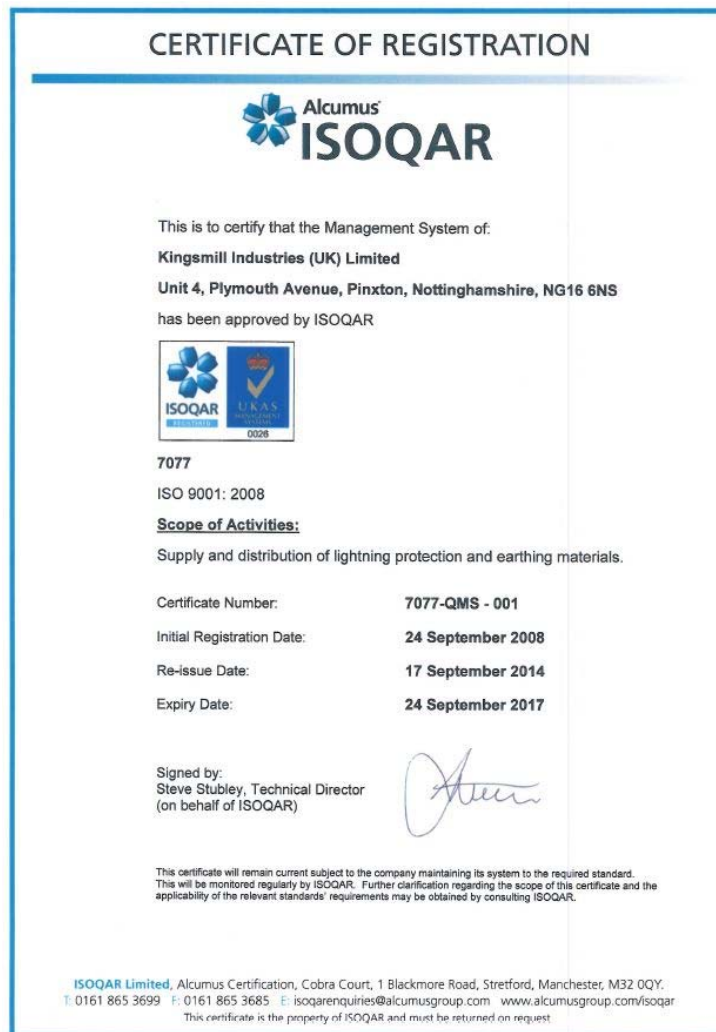 CERTIFICATE OF REGISTRATION
Alcumus
ISOQAR
This is to certify that the Management System of:
Kingsmill Industries (UK) Limited
Unit 4, Plymouth Avenue, Pinxton, Nottinghamshire, NG16 6NS
has been approved by ISOQAR
ISOQAR
REGISTERED
UKAS
MANAGEMENT
SYSTEMS
0026
7077
ISO 9001: 2008
Scope of Activities:
Supply and distribution of lightning protection and earthing materials.
Certificate Number: 7077-QMS - 001
Initial Registration Date: 24 September 2008
Re-issue Date: 17 September 2014
Expiry Date: 24 September 2017
Signed by:
Steve Stubley, Technical Director
(on behalf of ISOQAR)
This certificate will remain current subject to the company maintaining its system to the required standard.
This will be monitored regularly by ISOQAR. Further clarification regarding the scope of this certificate and the
applicability of the relevant standards' requirements may be obtained by consulting ISOQAR.
ISOQAR Limited, Alcumus Certification, Cobra Court, 1 Blackmore Road, Stretford, Manchester, M32 0QY.
T: 0161 865 3699 F: 0161 865 3685 E: isoqarenquiries@alcumusgroup.com www.alcumusgroup.com/isoqar
This certificate is the property of ISOQAR and must be returned on request